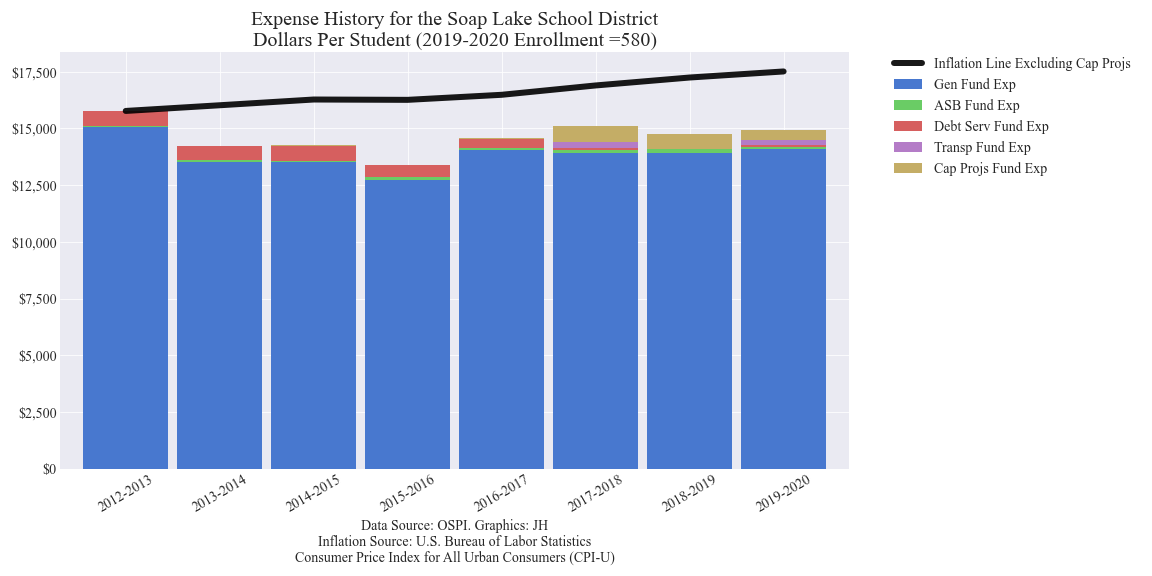 Expense History for the Soap Lake School District
Dollars Per Student (2019-2020 Enrollment =580)
$17,500
$15,000
$12,500
$10,000
$7,500
$5,000
$2,500
$0
2012-2013
2013-2014
2014-2015
2015-2016
2016-2017
2017-2018
2018-2019
2019-2020
Inflation Line Excluding Cap Projs
Gen Fund Exp
ASB Fund Exp
Debt Serv Fund Exp
Transp Fund Exp
Cap Projs Fund Exp
Data Source: OSPI. Graphics: JH
Inflation Source: U.S. Bureau of Labor Statistics
Consumer Price Index for All Urban Consumers (CPI-U)